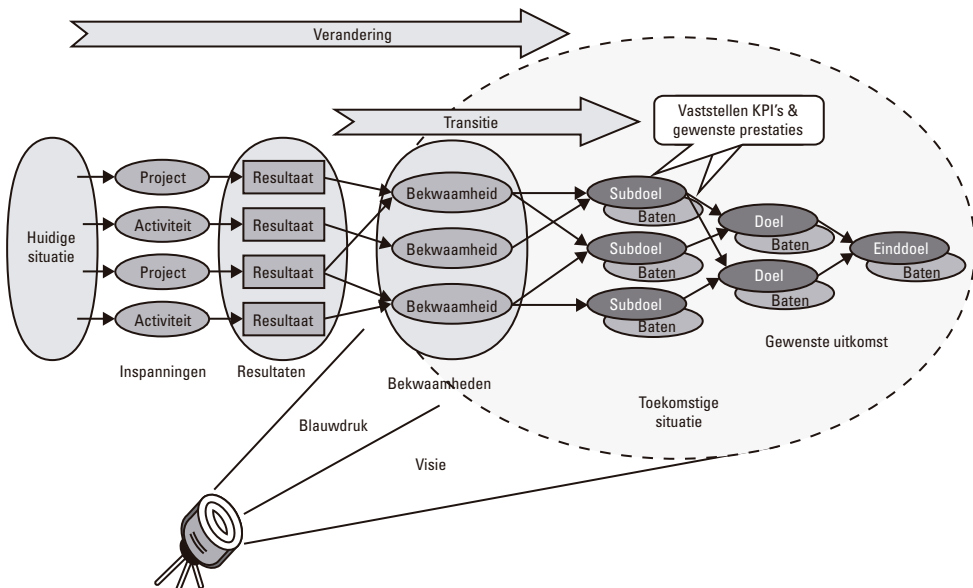 Verandering
Transitie
Vaststellen KPI's &
gewenste prestaties
Huidige
situatie
Project
Activiteit
Project
Activiteit
Resultaat
Resultaat
Resultaat
Resultaat
Bekwaamheid
Bekwaamheid
Bekwaamheid
Subdoel
Baten
Subdoel
Baten
Subdoel
Baten
Doel
Baten
Doel
Baten
Einddoel
Baten
Gewenste uitkomst
Inspanningen
Resultaten
Bekwaamheden
Toekomstige
situatie
Blauwdruk
Visie